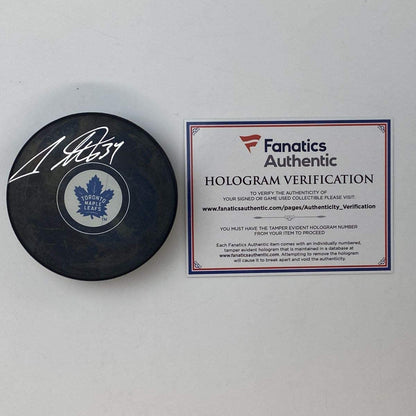 34
TORONTO
MAPLE
LEAFS
TM
Fanatics
Authentic
HOLOGRAM VERIFICATION
TO VERIFY THE AUTHENTICITY OF
YOUR SIGNED OR GAME USED COLLECTIBLE PLEASE VISIT:
www.fanaticsauthentic.com/pages/Authenticity_Verification
YOU MUST HAVE THE TAMPER EVIDENT HOLOGRAM NUMBER
FROM YOUR ITEM TO PROCEED
Each Fanatics Authentic item comes with an individually numbered,
tamper evident hologram that is maintained in a database at
www.fanaticsauthentic.com. Attempting to remove the hologram
will cause it to break apart and void the authenticity.